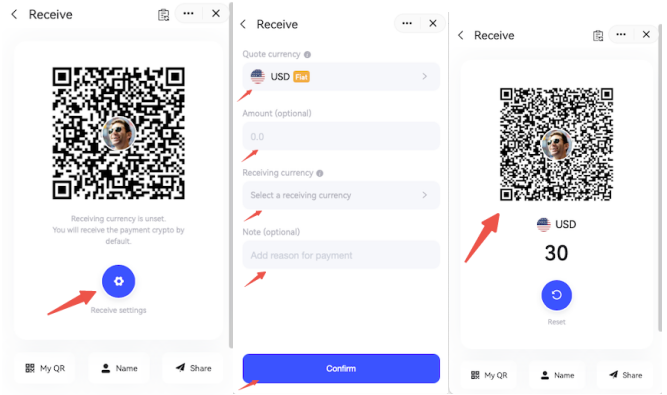 Receive
Receiving currency is unset.
You will receive the payment crypto by
default.
Receive settings
My QR
Name
Share
Receive
Quote currency
USD Fiat
Amount (optional)
0.0
Receiving currency
Select a receiving currency
Note (optional)
Add reason for payment
Confirm
Receive
USD
30
Reset
My QR
Name
Share